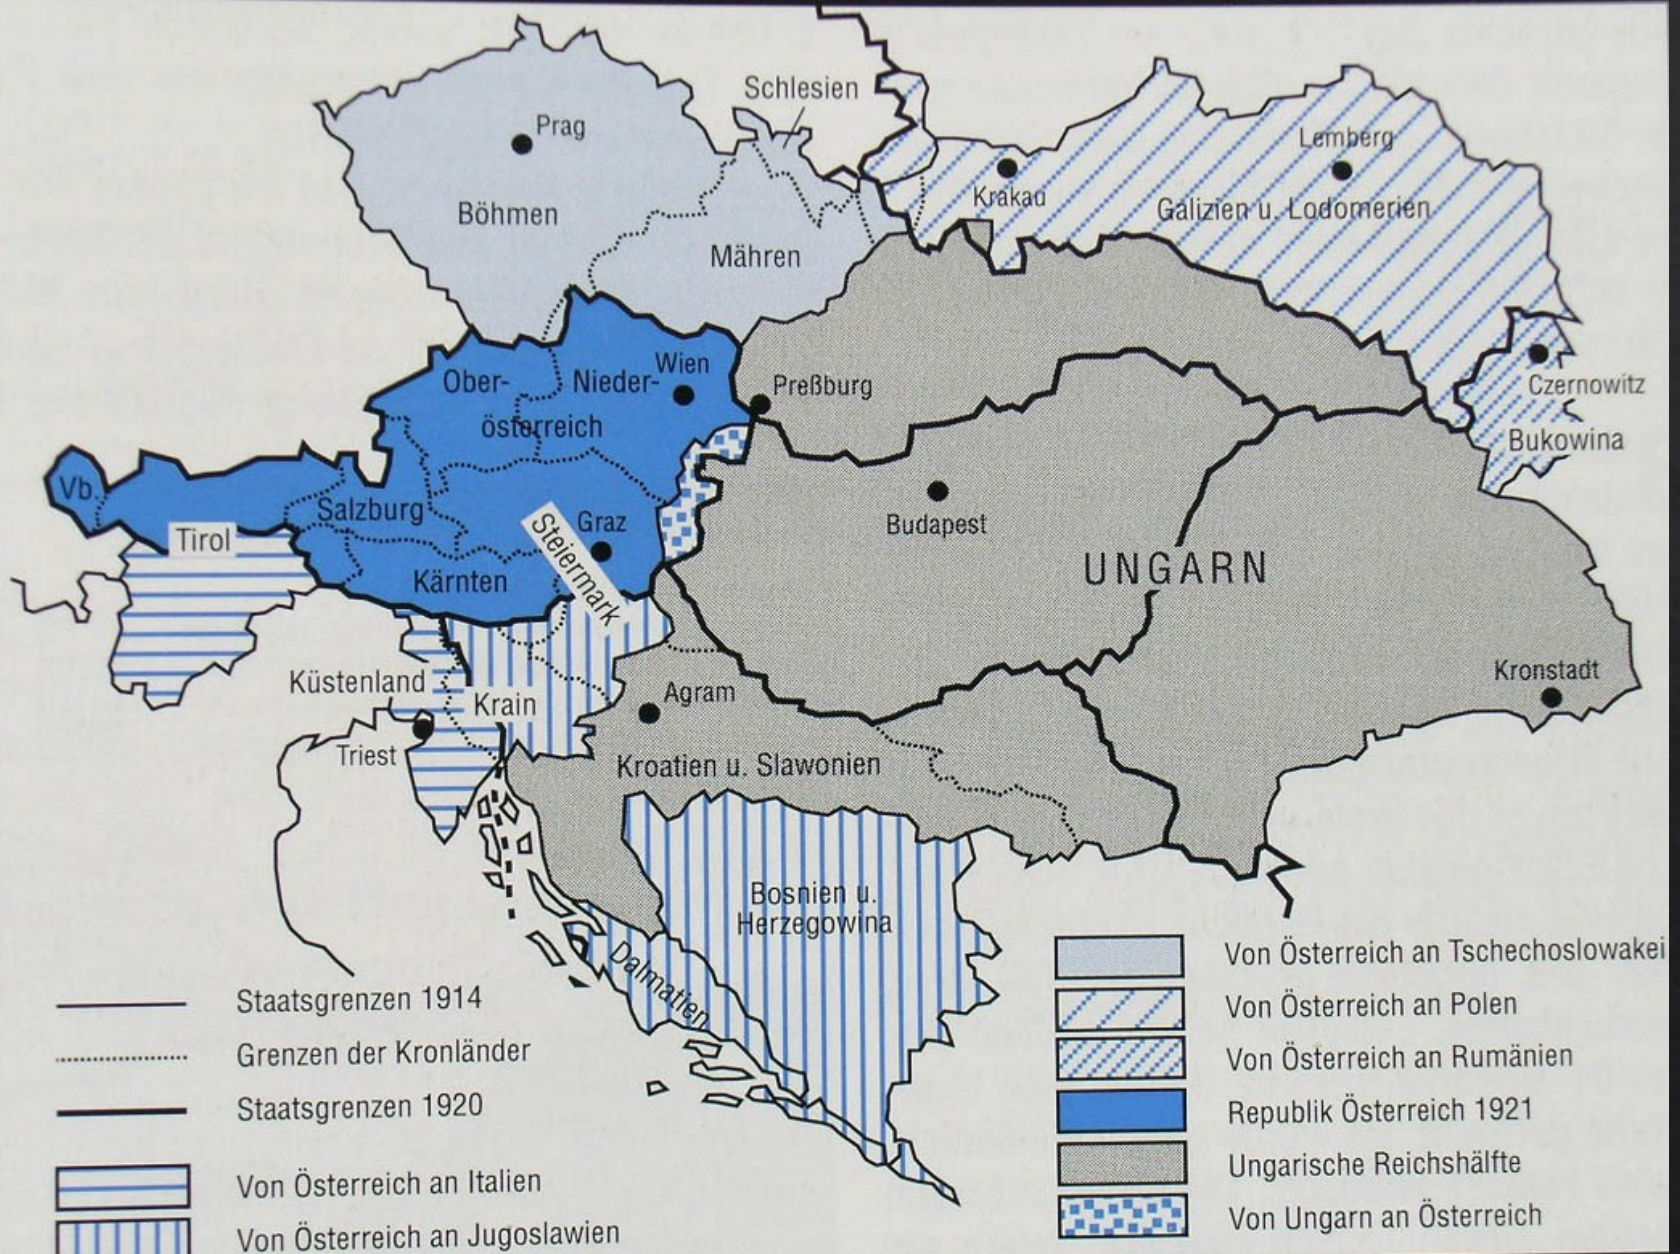 Schlesien
Prag
Böhmen
Mähren
Krakau
Lemberg
Galizien u. Lodomerien
Czernowitz
Bukowina
Wien
Ober-
Nieder-
österreich
Preßburg
Vb.
Salzburg
Tirol
Graz
Steiermark
Kärnten
Budapest
UNGARN
Kronstadt
Küstenland
Krain
Agram
Triest
Kroatien u. Slawonien
Bosnien u.
Herzegowina
Dalmatien
Staatsgrenzen 1914
Grenzen der Kronländer
Staatsgrenzen 1920
Von Österreich an Italien
Von Österreich an Jugoslawien
Von Österreich an Tschechoslowakei
Von Österreich an Polen
Von Österreich an Rumänien
Republik Österreich 1921
Ungarische Reichshälfte
Von Ungarn an Österreich